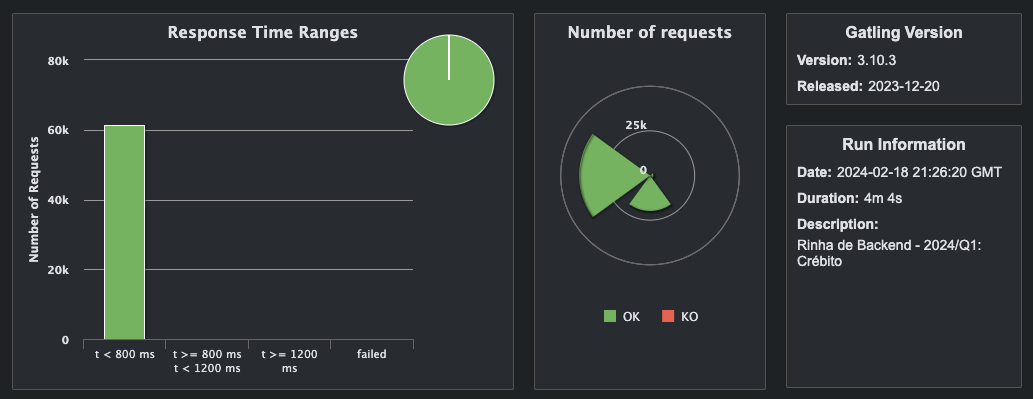 Response Time Ranges
Number of Requests
80k
60k
40k
20k
0
t < 800 ms
t >= 800 ms
t < 1200 ms
t >= 1200
ms
failed
Number of requests
25k
0
OK
KO
Gatling Version
Version: 3.10.3
Released: 2023-12-20
Run Information
Date: 2024-02-18 21:26:20 GMT
Duration: 4m 4s
Description:
Rinha de Backend - 2024/Q1:
Crébito